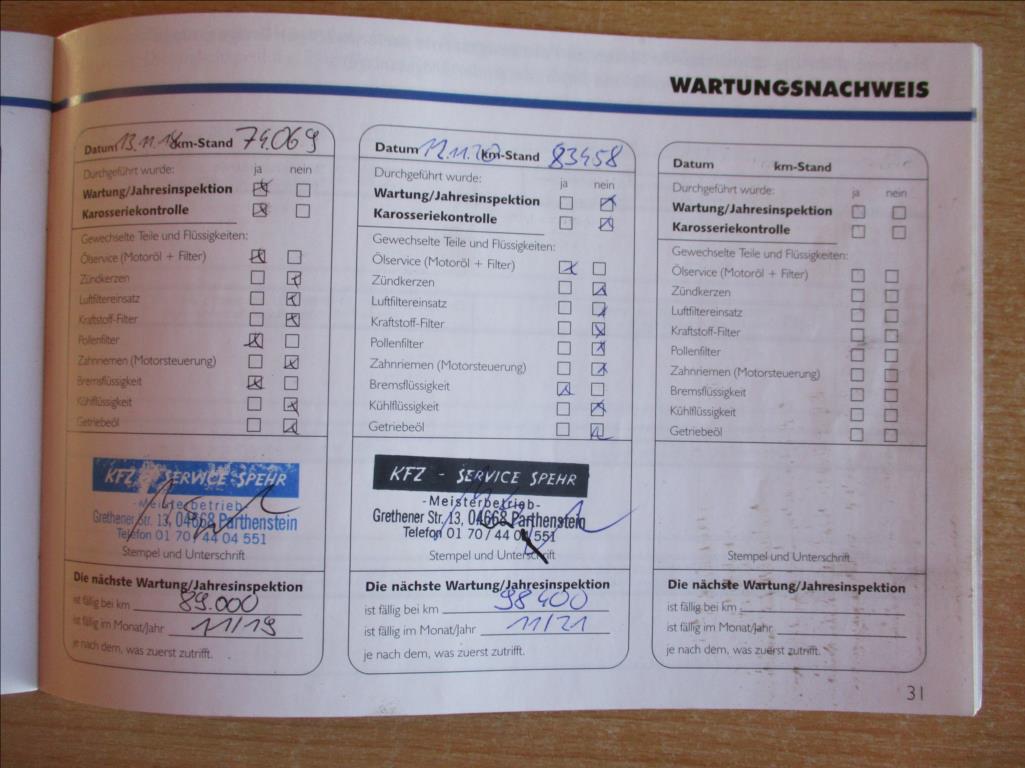 WARTUNGSNACHWEIS
Datum 13.11.18 km-Stand 74.069
Durchgeführt wurde: ja nein
Wartung/Jahresinspektion
Karosseriekontrolle
Gewechselte Teile und Flüssigkeiten:
Ölservice (Motoröl + Filter)
Zündkerzen
Luftfiltereinsatz
Kraftstoff-Filter
Pollenfilter
Zahnriemen (Motorsteuerung)
Bremsflüssigkeit
Kühlflüssigkeit
Getriebeöl
KFZ - SERVICE SPEHR
-Meisterbetrieb-
Grethener Str. 13, 04668 Parthenstein
Telefon 01 70 / 44 04 551
Stempel und Unterschrift
Die nächste Wartung/Jahresinspektion
ist fällig bei km 89.000
ist fällig im Monat/Jahr 11/19
je nach dem, was zuerst zutrifft.
Datum 12.11.20 km-Stand 83458
Durchgeführt wurde: ja nein
Wartung/Jahresinspektion
Karosseriekontrolle
Gewechselte Teile und Flüssigkeiten:
Ölservice (Motoröl + Filter)
Zündkerzen
Luftfiltereinsatz
Kraftstoff-Filter
Pollenfilter
Zahnriemen (Motorsteuerung)
Bremsflüssigkeit
Kühlflüssigkeit
Getriebeöl
KFZ - SERVICE SPEHR
-Meisterbetrieb-
Grethener Str. 13, 04668 Parthenstein
Telefon 01 70 / 44 04 551
Stempel und Unterschrift
Die nächste Wartung/Jahresinspektion
ist fällig bei km 98400
ist fällig im Monat/Jahr 11/21
je nach dem, was zuerst zutrifft.
Datum km-Stand
Durchgeführt wurde: ja nein
Wartung/Jahresinspektion
Karosseriekontrolle
Gewechselte Teile und Flüssigkeiten:
Ölservice (Motoröl + Filter)
Zündkerzen
Luftfiltereinsatz
Kraftstoff-Filter
Pollenfilter
Zahnriemen (Motorsteuerung)
Bremsflüssigkeit
Kühlflüssigkeit
Getriebeöl
Stempel und Unterschrift
Die nächste Wartung/Jahresinspektion
ist fällig bei km
ist fällig im Monat/Jahr
je nach dem, was zuerst zutrifft.
31